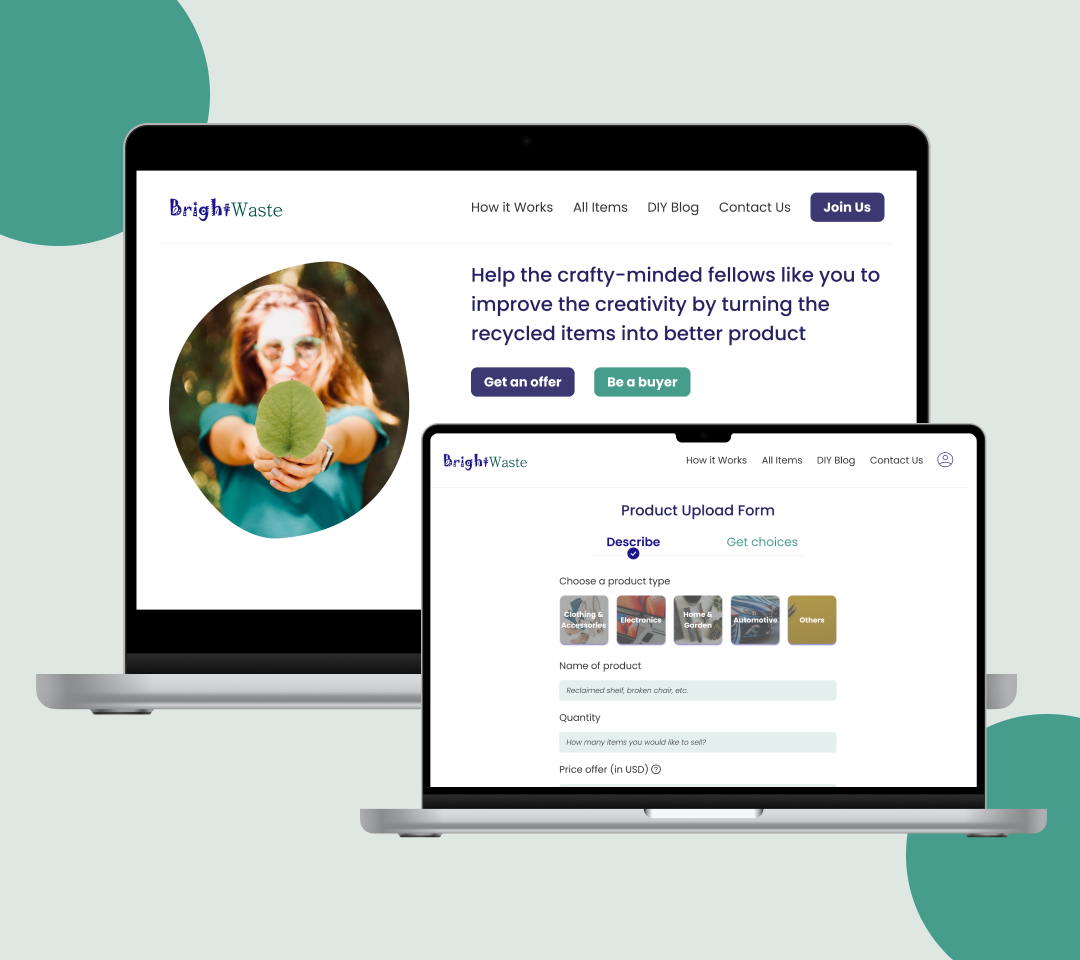 BrightWaste
How it Works All Items DIY Blog Contact Us Join Us
Help the crafty-minded fellows like you to
improve the creativity by turning the
recycled items into better product
Get an offer Be a buyer
BrightWaste
How it Works All Items DIY Blog Contact Us
Product Upload Form
Describe Get choices
Choose a product type
Clothing &
Accessories
Electronics
Home &
Garden
Automotive
Others
Name of product
Reclaimed shelf, broken chair, etc.
Quantity
How many items you would like to sell?
Price offer (in USD) ?